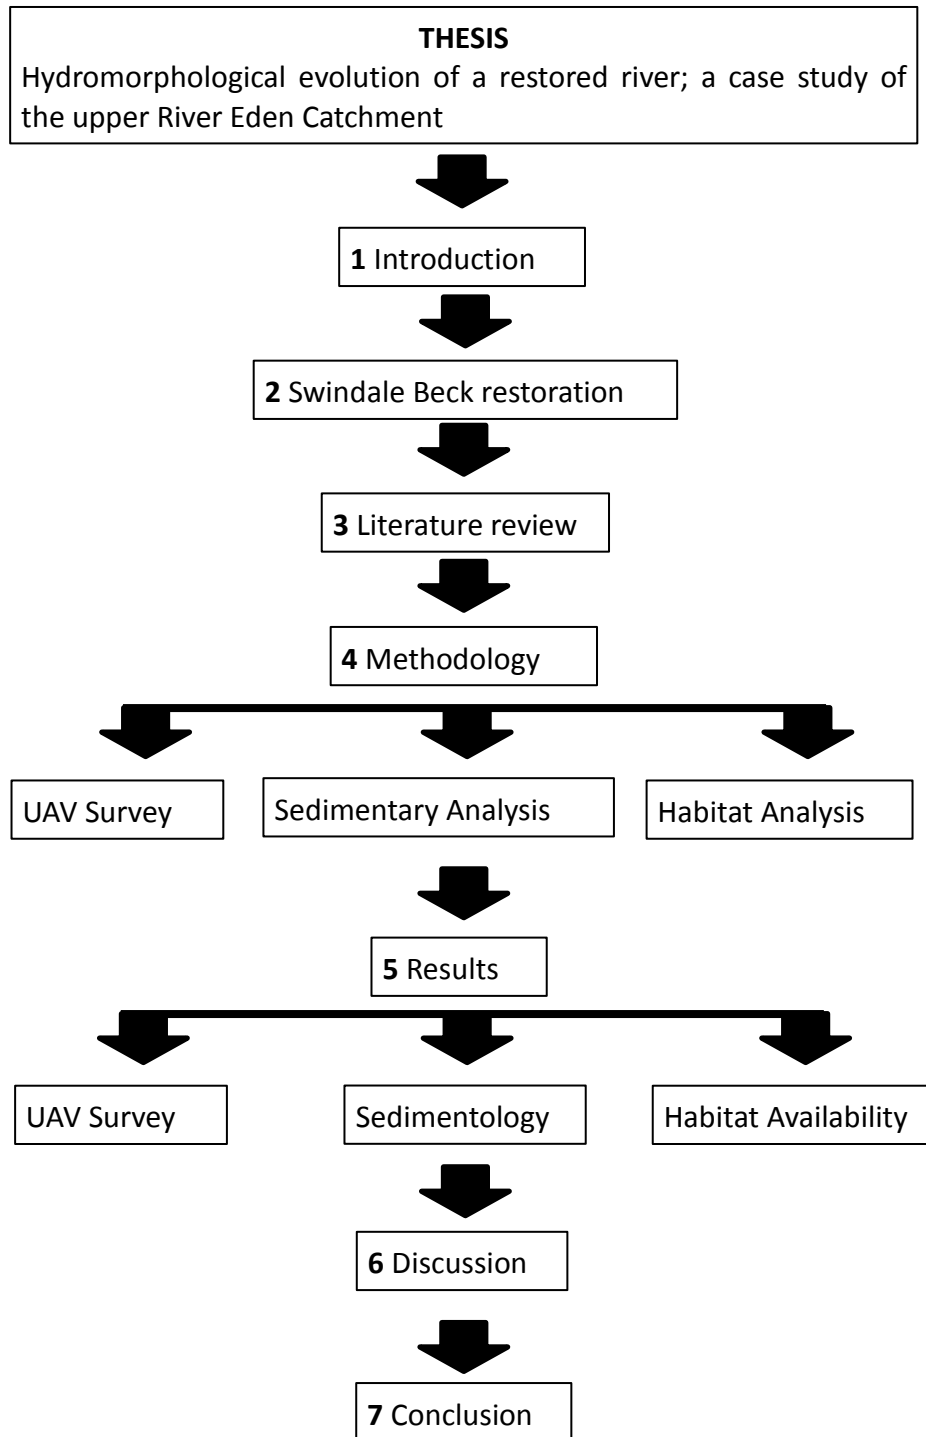 THESIS
Hydromorphological evolution of a restored river; a case study of
the upper River Eden Catchment
1 Introduction
2 Swindale Beck restoration
3 Literature review
4 Methodology
UAV Survey
Sedimentary Analysis
Habitat Analysis
5 Results
UAV Survey
Sedimentology
Habitat Availability
6 Discussion
7 Conclusion